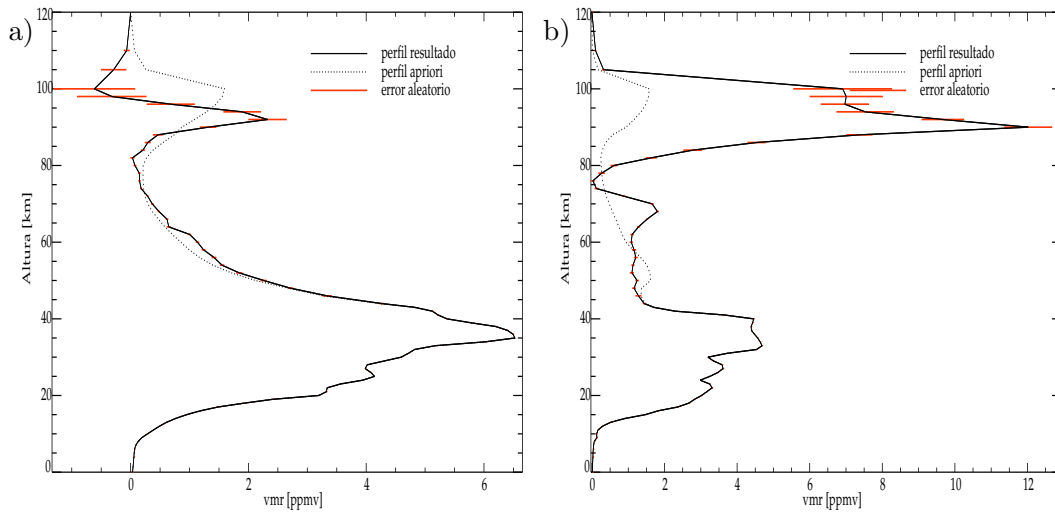 a)
120
100
80
60
40
20
0
Altura [km]
perfil resultado
perfil apriori
error aleatorio
0
2
4
6
vmr [ppmv]
b)
120
100
80
60
40
20
0
Altura [km]
perfil resultado
perfil apriori
error aleatorio
0
2
4
6
8
10
12
vmr [ppmv]